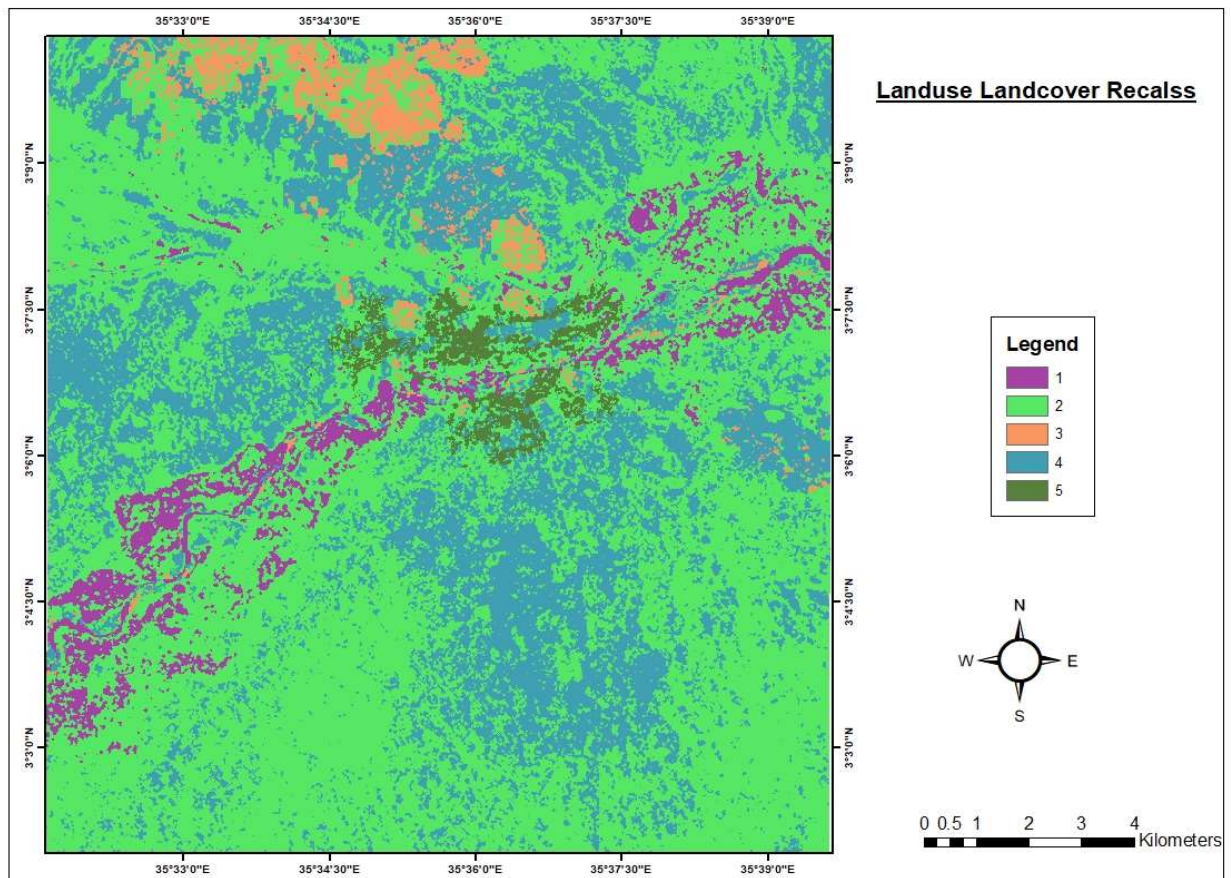 35°33'0"E 35°34'30"E 35°36'0"E 35°37'30"E 35°39'0"E
Landuse Landcover Recalss
3°9'0"N 3°9'0"N
3°7'30"N 3°7'30"N
Legend
1
2
3
4
5
3°6'0"N 3°6'0"N
3°4'30"N 3°4'30"N
N
W E
S
3°3'0"N 3°3'0"N
0 0.5 1 2 3 4
Kilometers
35°33'0"E 35°34'30"E 35°36'0"E 35°37'30"E 35°39'0"E